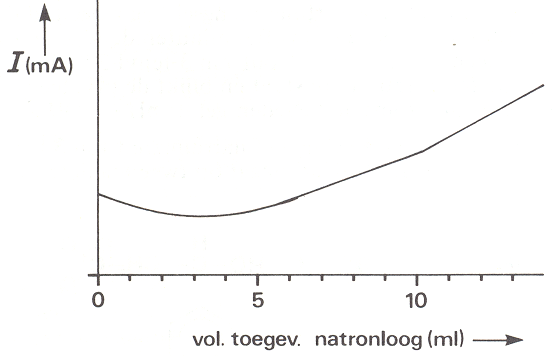 I (mA)
0 5 10
vol. toegev. natronloog (ml)